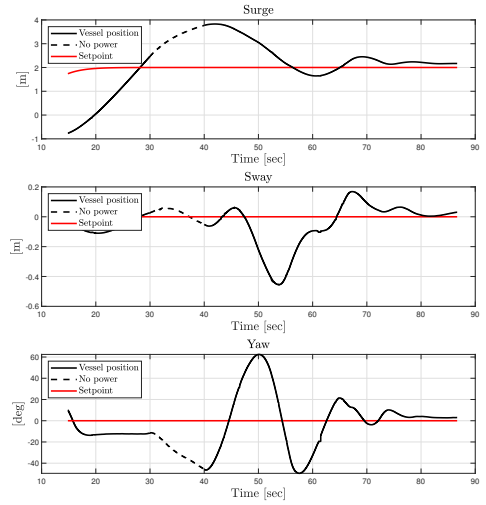 Surge
4
3
2
1
0
-1
[m]
Vessel position
No power
Setpoint
10 20 30 40 50 60 70 80 90
Time [sec]
Sway
0.2
0
-0.2
-0.4
-0.6
[m]
Vessel position
No power
Setpoint
10 20 30 40 50 60 70 80 90
Time [sec]
Yaw
60
40
20
0
-20
-40
[deg]
Vessel position
No power
Setpoint
10 20 30 40 50 60 70 80 90
Time [sec]